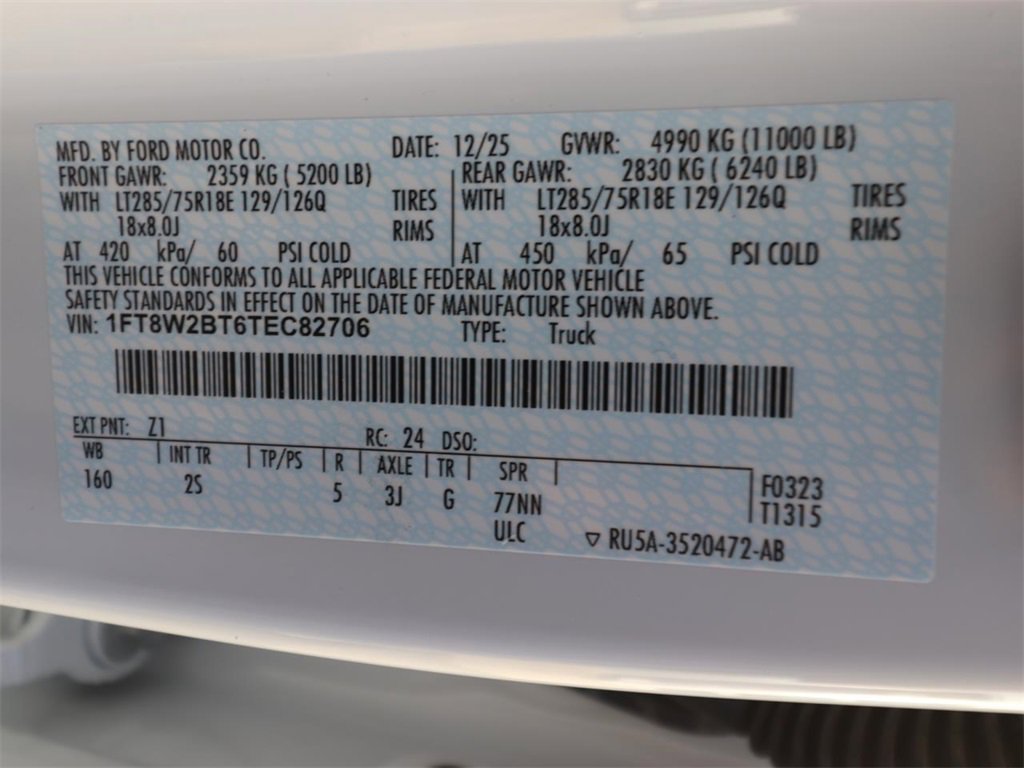 MFD. BY FORD MOTOR CO. DATE: 12/25 GVWR: 4990 KG (11000 LB)
FRONT GAWR: 2359 KG ( 5200 LB) REAR GAWR: 2830 KG ( 6240 LB)
WITH LT285/75R18E 129/126Q TIRES WITH LT285/75R18E 129/126Q TIRES
18x8.0J RIMS 18x8.0J RIMS
AT 420 kPa/ 60 PSI COLD AT 450 kPa/ 65 PSI COLD
THIS VEHICLE CONFORMS TO ALL APPLICABLE FEDERAL MOTOR VEHICLE
SAFETY STANDARDS IN EFFECT ON THE DATE OF MANUFACTURE SHOWN ABOVE.
VIN: 1FT8W2BT6TEC82706 TYPE: Truck
EXT PNT: Z1 RC: 24 DSO:
WB INT TR TP/PS R AXLE TR SPR
160 2S 5 3J G 77NN F0323
ULC T1315
RU5A-3520472-AB